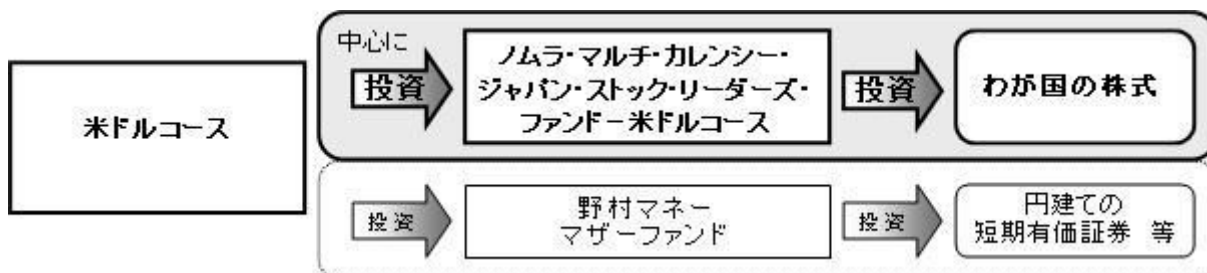 米ドルコース
中心に
投資
ノムラ・マルチ・カレンシー・
ジャパン・ストック・リーダーズ・
ファンド－米ドルコース
投資
わが国の株式
投資
野村マネー
マザーファンド
投資
円建ての
短期有価証券 等